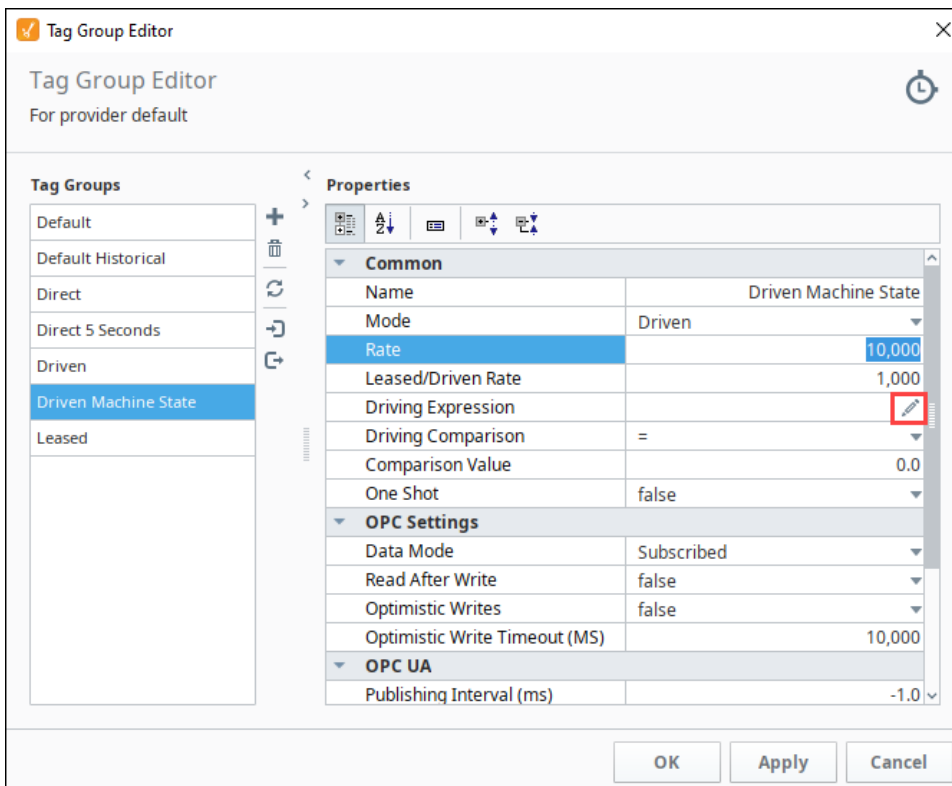 Tag Group Editor
Tag Group Editor
For provider default
Tag Groups
Default
Default Historical
Direct
Direct 5 Seconds
Driven
Driven Machine State
Leased
Properties
Common
Name Driven Machine State
Mode Driven
Rate 10,000
Leased/Driven Rate 1,000
Driving Expression
Driving Comparison =
Comparison Value 0.0
One Shot false
OPC Settings
Data Mode Subscribed
Read After Write false
Optimistic Writes false
Optimistic Write Timeout (MS) 10,000
OPC UA
Publishing Interval (ms) -1.0
OK Apply Cancel